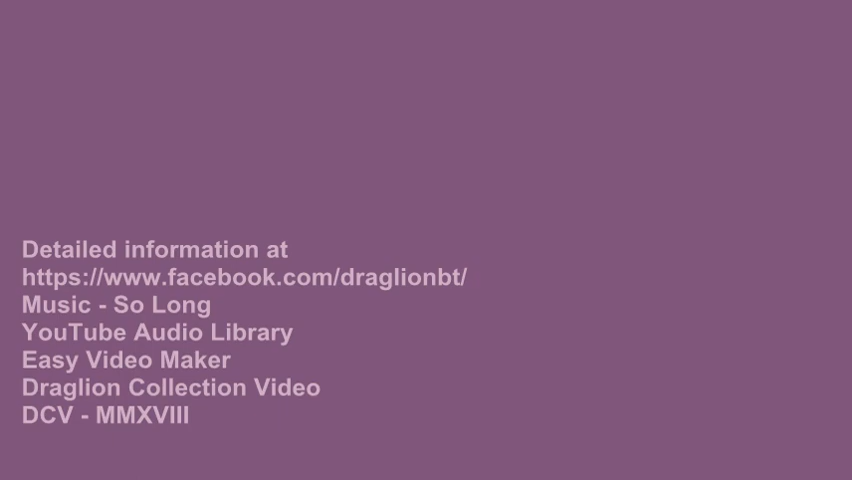 Detailed information at
https://www.facebook.com/draglionbt/
Music - So Long
YouTube Audio Library
Easy Video Maker
Draglion Collection Video
DCV - MMXVIII